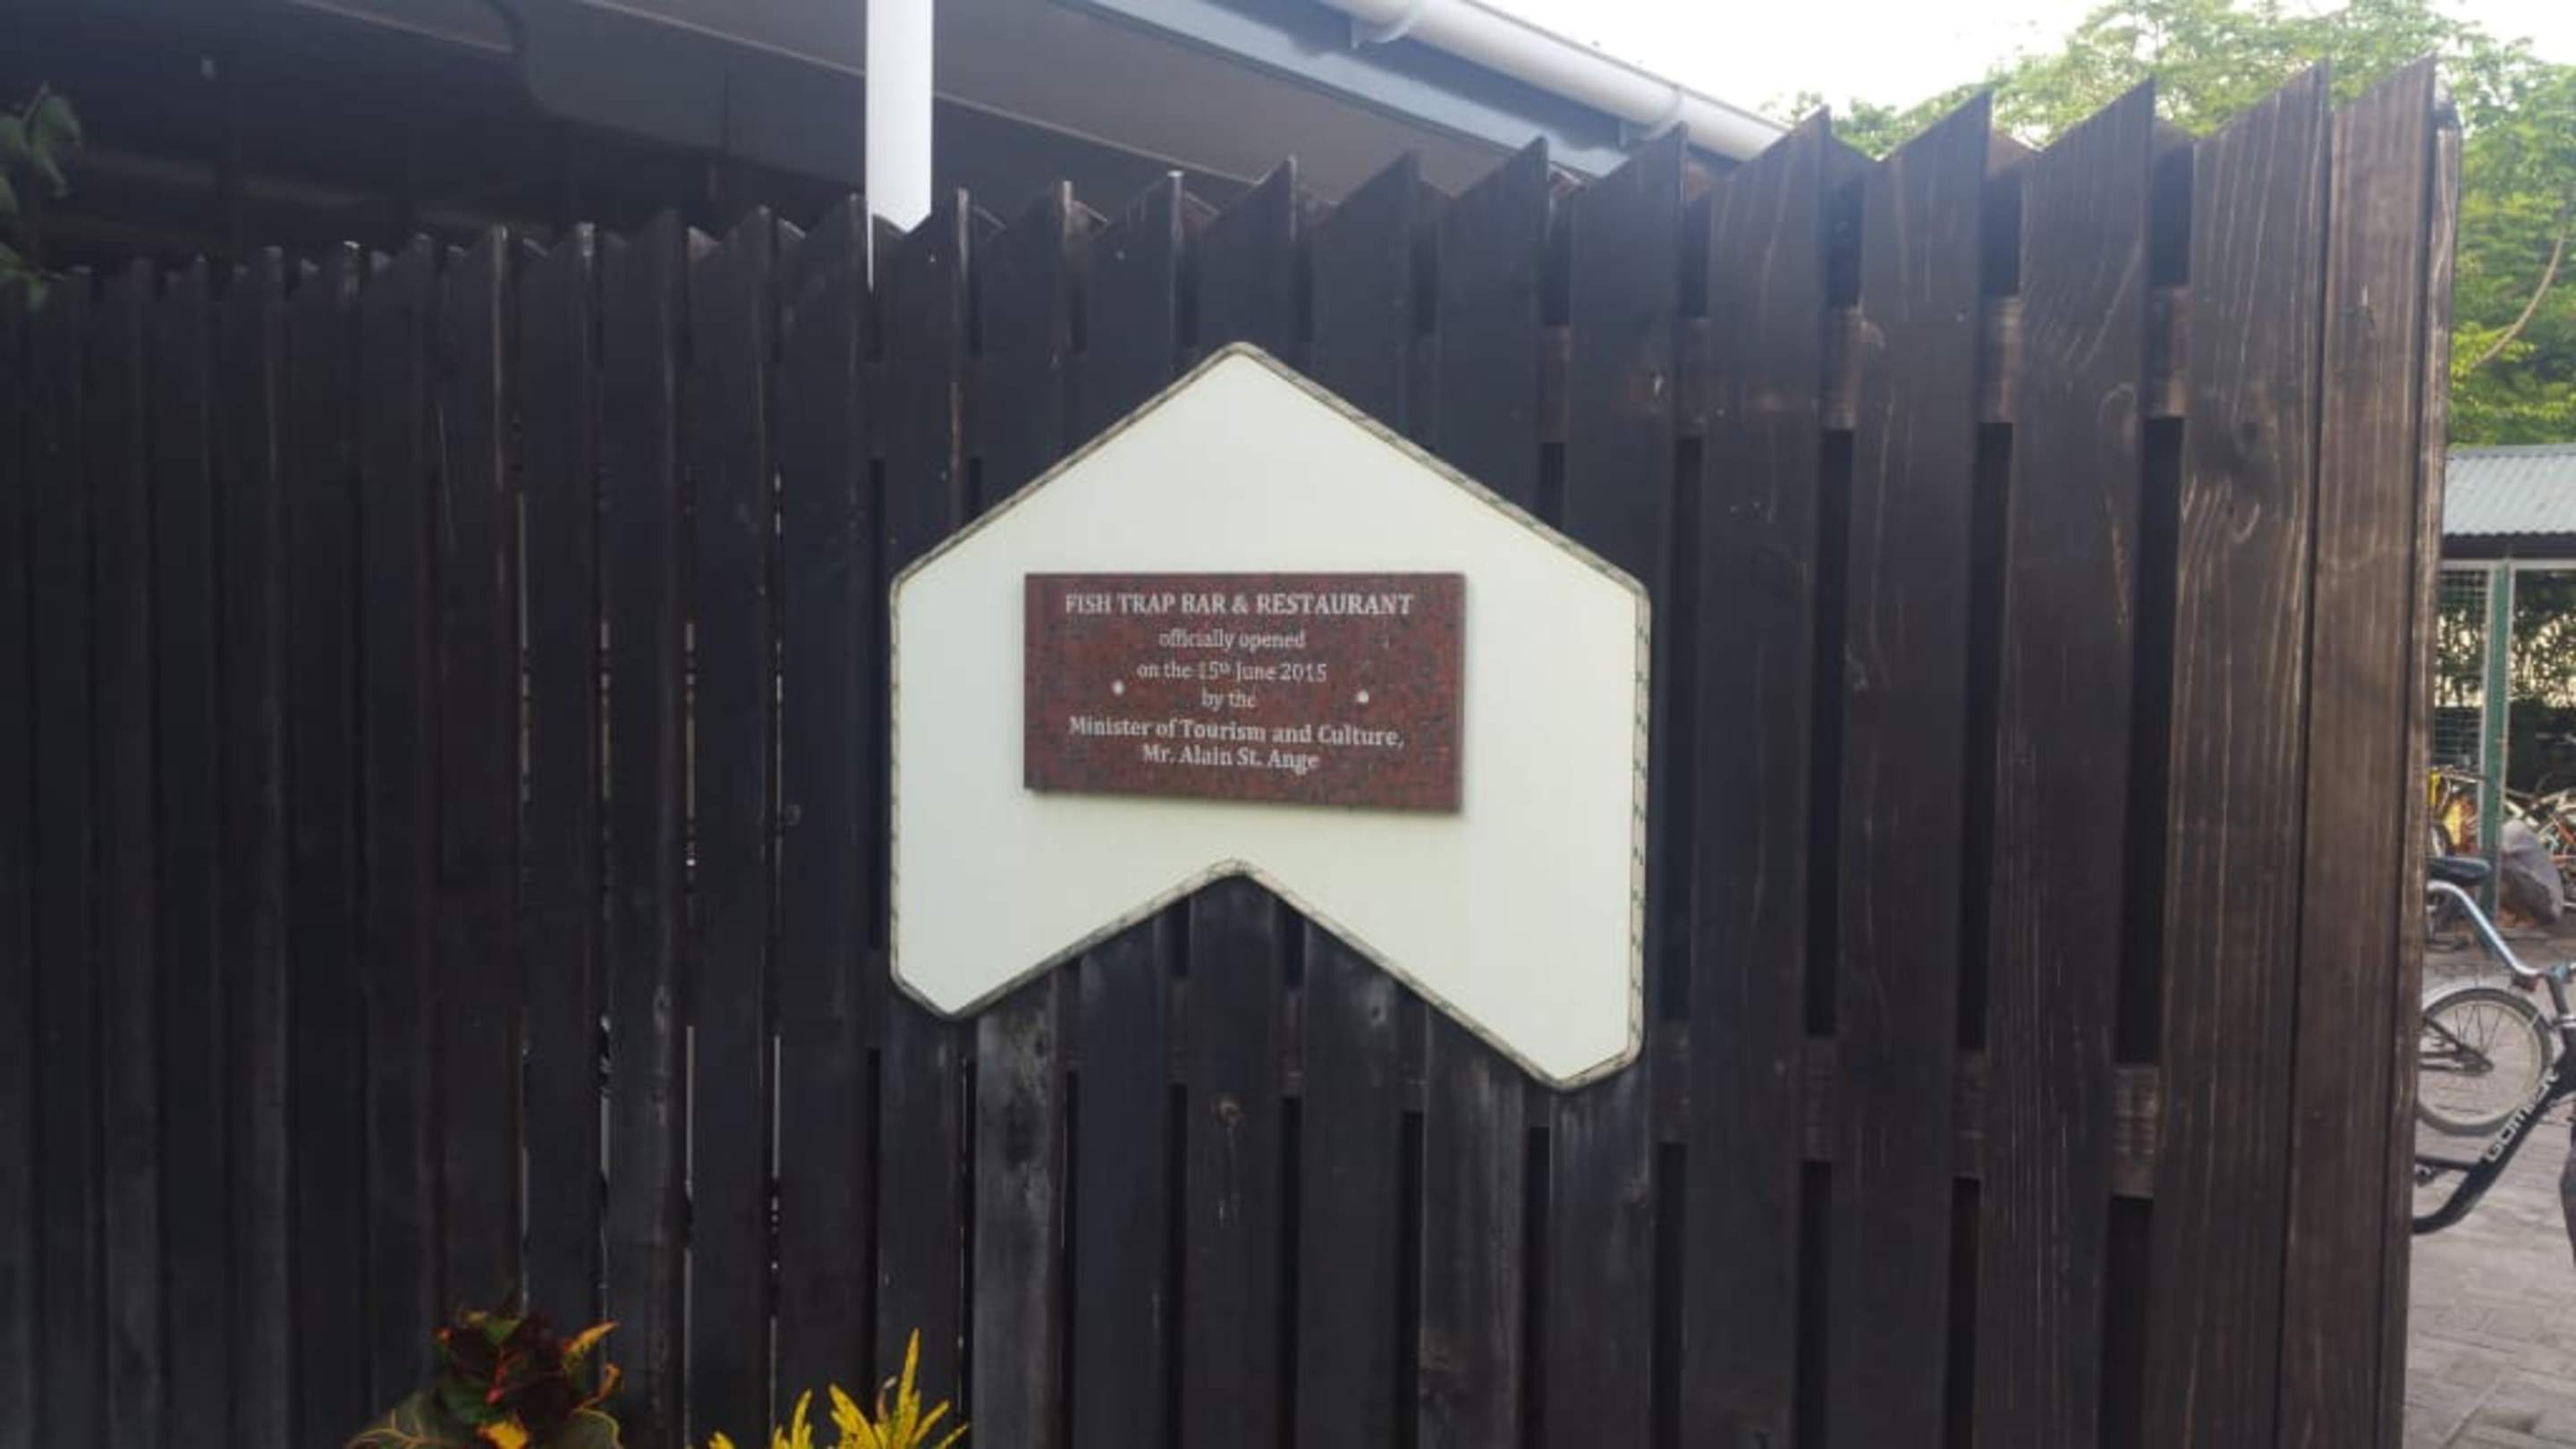 FISH TRAP BAR & RESTAURANT
officially opened
on the 15th June 2015
by the
Minister of Tourism and Culture,
Mr. Alain St. Ange